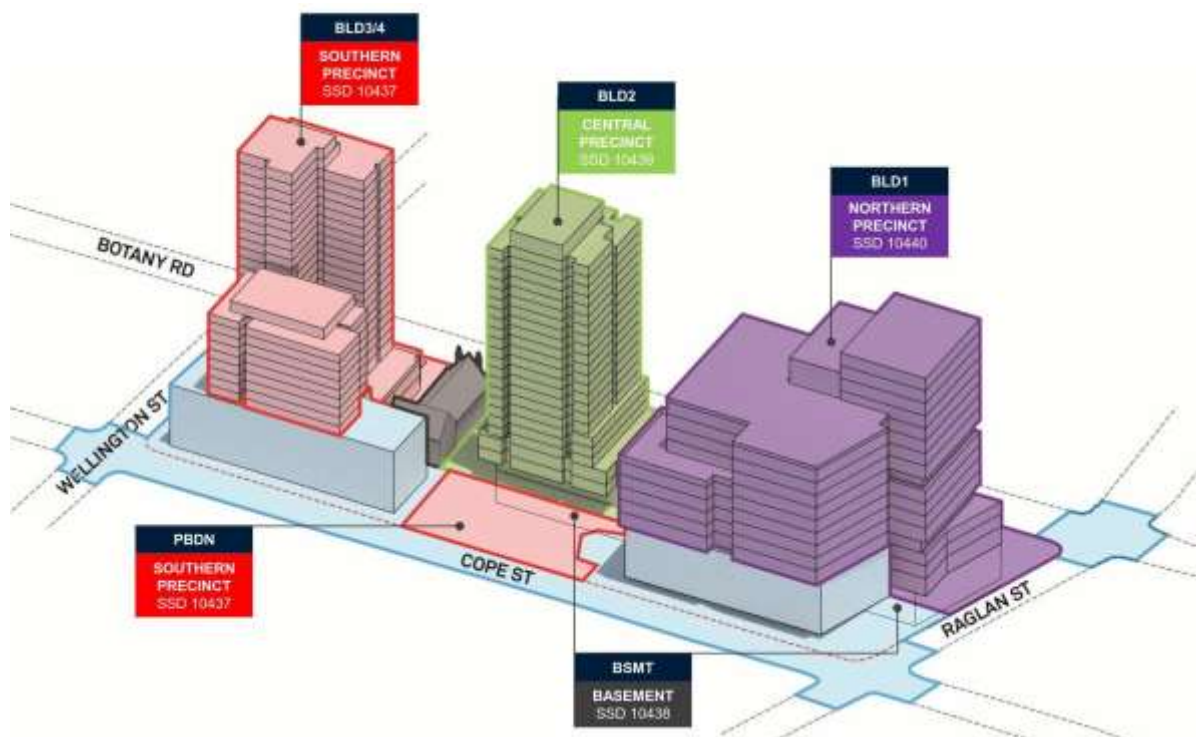 BLD3/4
SOUTHERN
PRECINCT
SSD 10437
BLD2
CENTRAL
PRECINCT
SSD 10439
BLD1
NORTHERN
PRECINCT
SSD 10440
BOTANY RD
WELLINGTON ST
PBDN
SOUTHERN
PRECINCT
SSD 10437
COPE ST
RAGLAN ST
BSMT
BASEMENT
SSD 10438